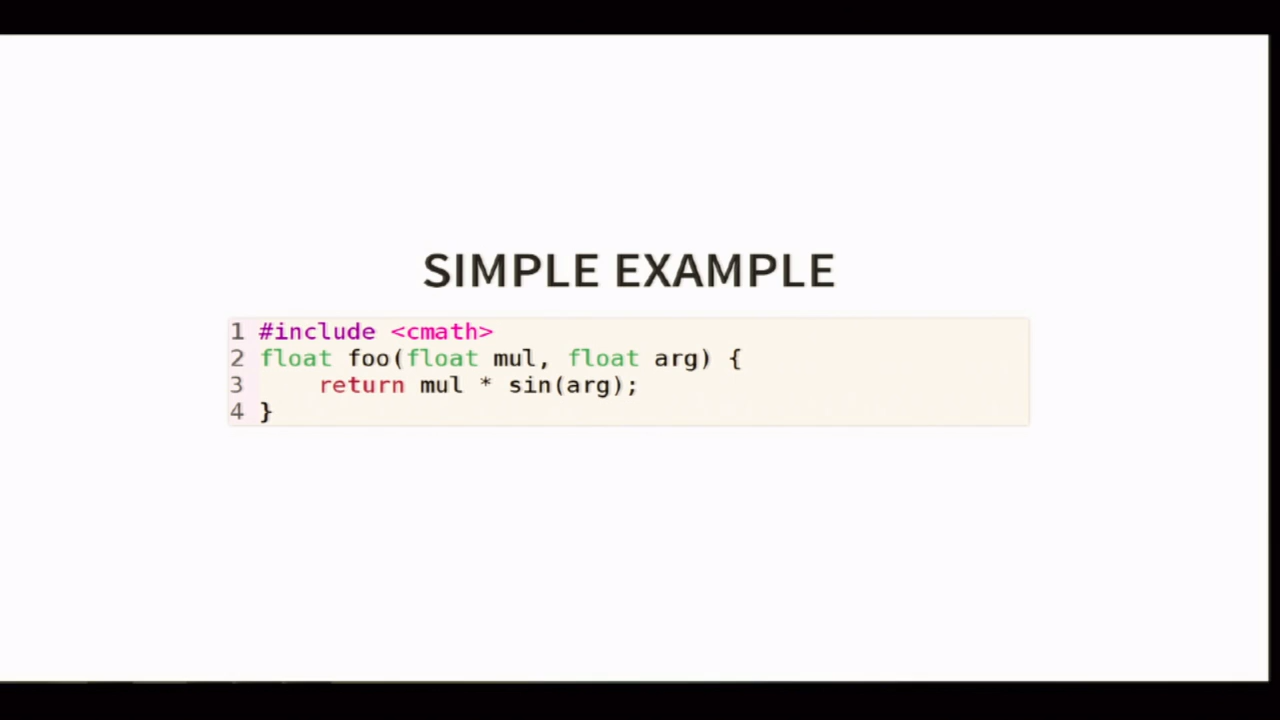 SIMPLE EXAMPLE
1 #include <cmath>
2 float foo(float mul, float arg) {
3     return mul * sin(arg);
4 }